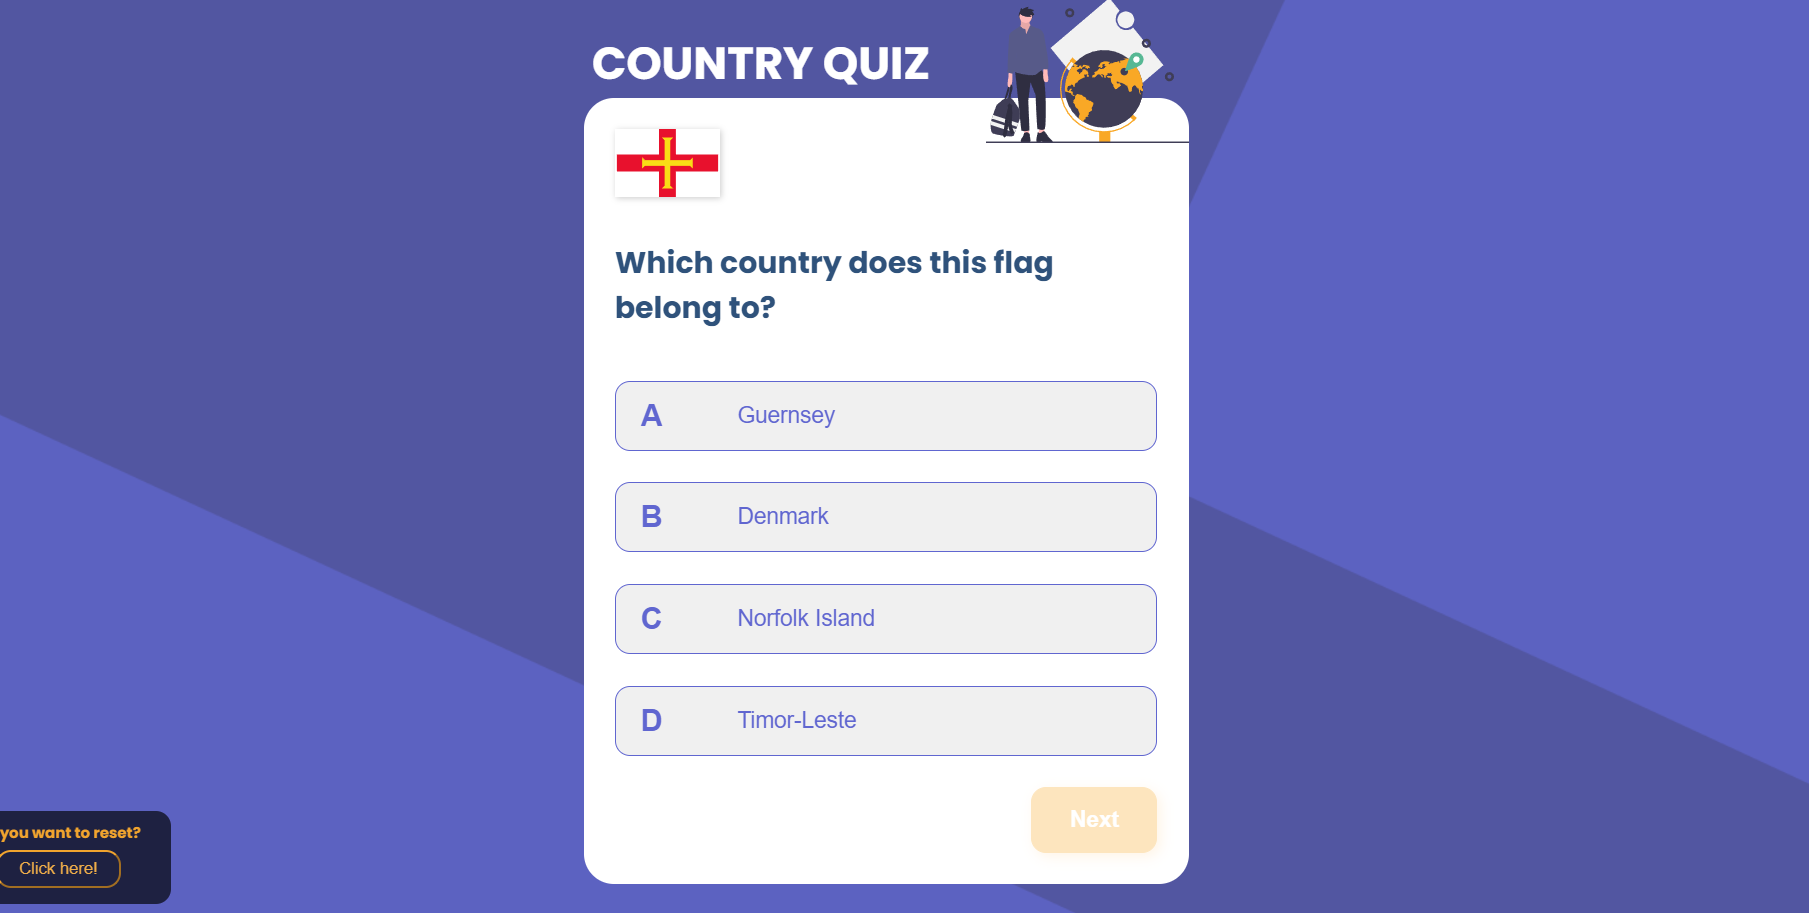 COUNTRY QUIZ
Which country does this flag
belong to?
A Guernsey
B Denmark
C Norfolk Island
D Timor-Leste
Next
you want to reset?
Click here!